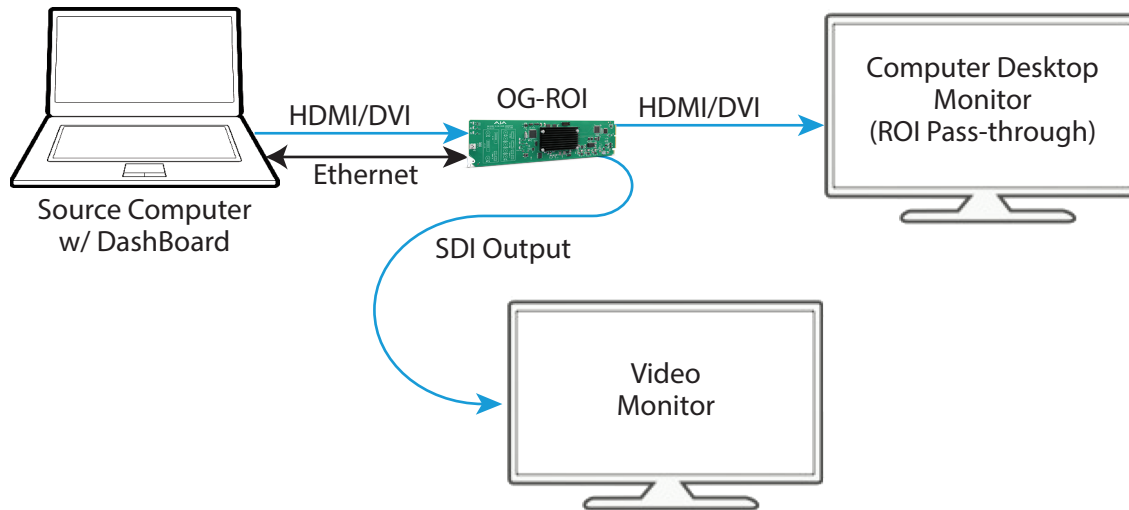 OG-ROI
HDMI/DVI
HDMI/DVI
Ethernet
Source Computer
w/ DashBoard
SDI Output
Computer Desktop
Monitor
(ROI Pass-through)
Video
Monitor
AJA